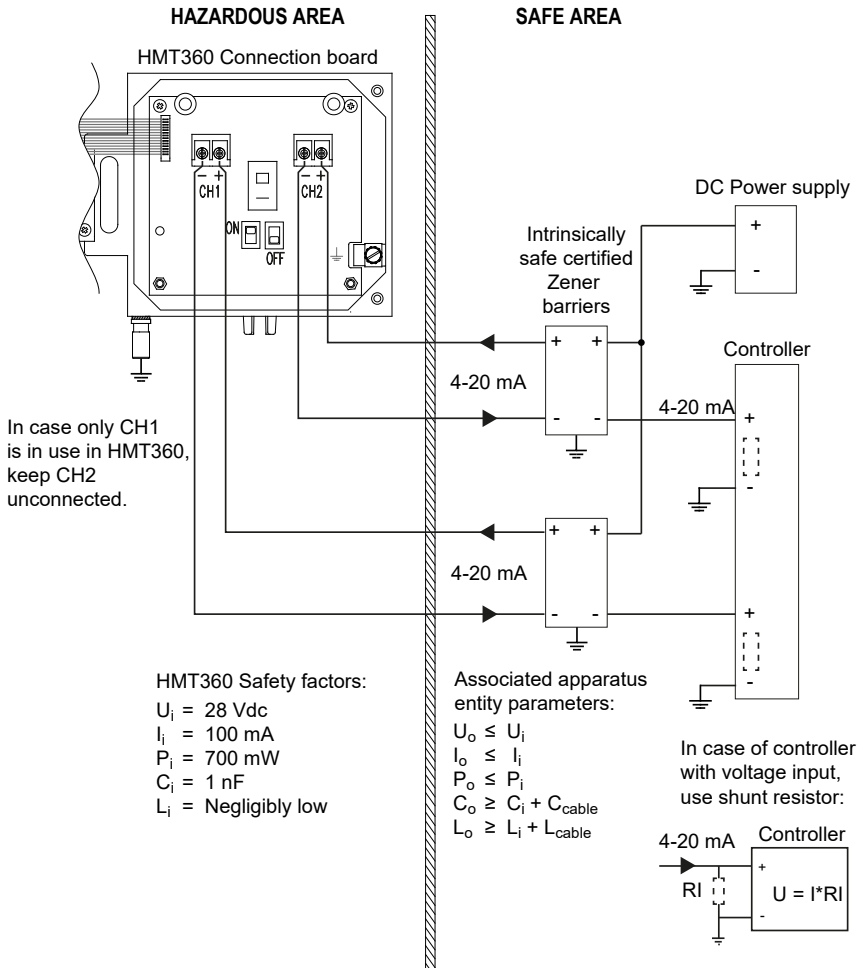 HAZARDOUS AREA
SAFE AREA
HMT360 Connection board
- +
CH1
- +
CH2
ON
OFF
DC Power supply
+
-
Intrinsically
safe certified
Zener
barriers
+ +
- -
4-20 mA
Controller
4-20 mA
+
-
In case only CH1
is in use in HMT360,
keep CH2
unconnected.
+ +
- -
4-20 mA
+
-
HMT360 Safety factors:
Ui = 28 Vdc
Ii = 100 mA
Pi = 700 mW
Ci = 1 nF
Li = Negligibly low
Associated apparatus
entity parameters:
Uo ≤ Ui
Io ≤ Ii
Po ≤ Pi
Co ≥ Ci + Ccable
Lo ≥ Li + Lcable
In case of controller
with voltage input,
use shunt resistor:
4-20 mA
Controller
RI
+
U = I*RI
-